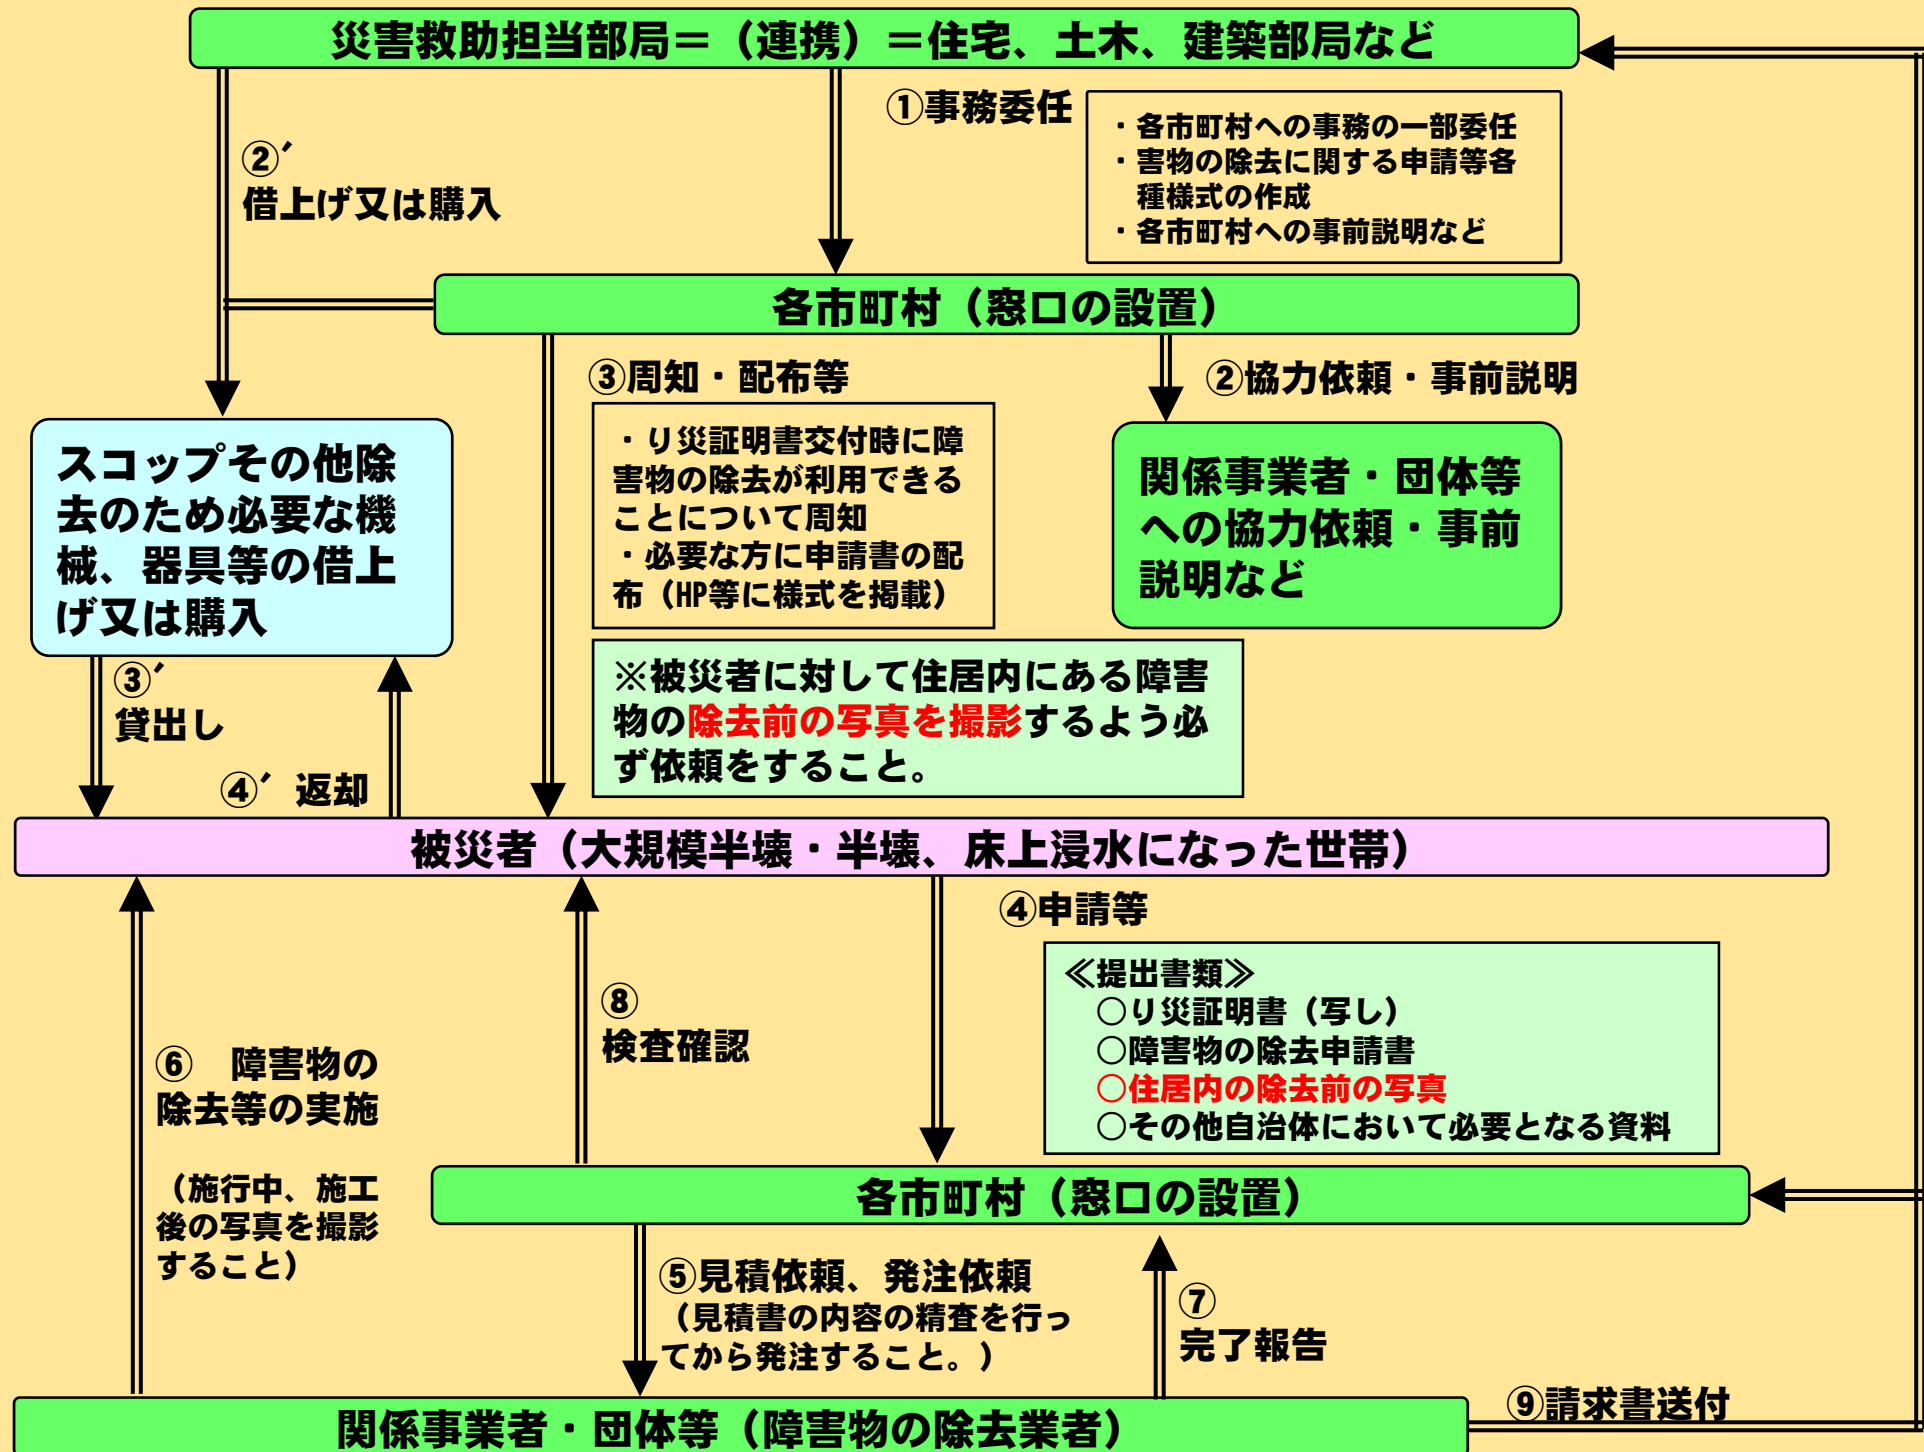 災害救助担当部局＝（連携）＝住宅、土木、建築部局など
①事務委任
・各市町村への事務の一部委任
・害物の除去に関する申請等各
種様式の作成
・各市町村への事前説明など
②′
借上げ又は購入
各市町村（窓口の設置）
③周知・配布等
②協力依頼・事前説明
・り災証明書交付時に障
害物の除去が利用できる
ことについて周知
・必要な方に申請書の配
布（HP等に様式を掲載）
関係事業者・団体等
への協力依頼・事前
説明など
スコップその他除
去のため必要な機
械、器具等の借上
げ又は購入
※被災者に対して住居内にある障害
物の除去前の写真を撮影するよう必
ず依頼をすること。
③′
貸出し
④′ 返却
被災者（大規模半壊・半壊、床上浸水になった世帯）
④申請等
≪提出書類≫
○り災証明書（写し）
○障害物の除去申請書
○住居内の除去前の写真
○その他自治体において必要となる資料
⑧
検査確認
⑥　障害物の
除去等の実施
（施行中、施工
後の写真を撮影
すること）
各市町村（窓口の設置）
⑤見積依頼、発注依頼
（見積書の内容の精査を行っ
てから発注すること。）
⑦
完了報告
⑨請求書送付
関係事業者・団体等（障害物の除去業者）